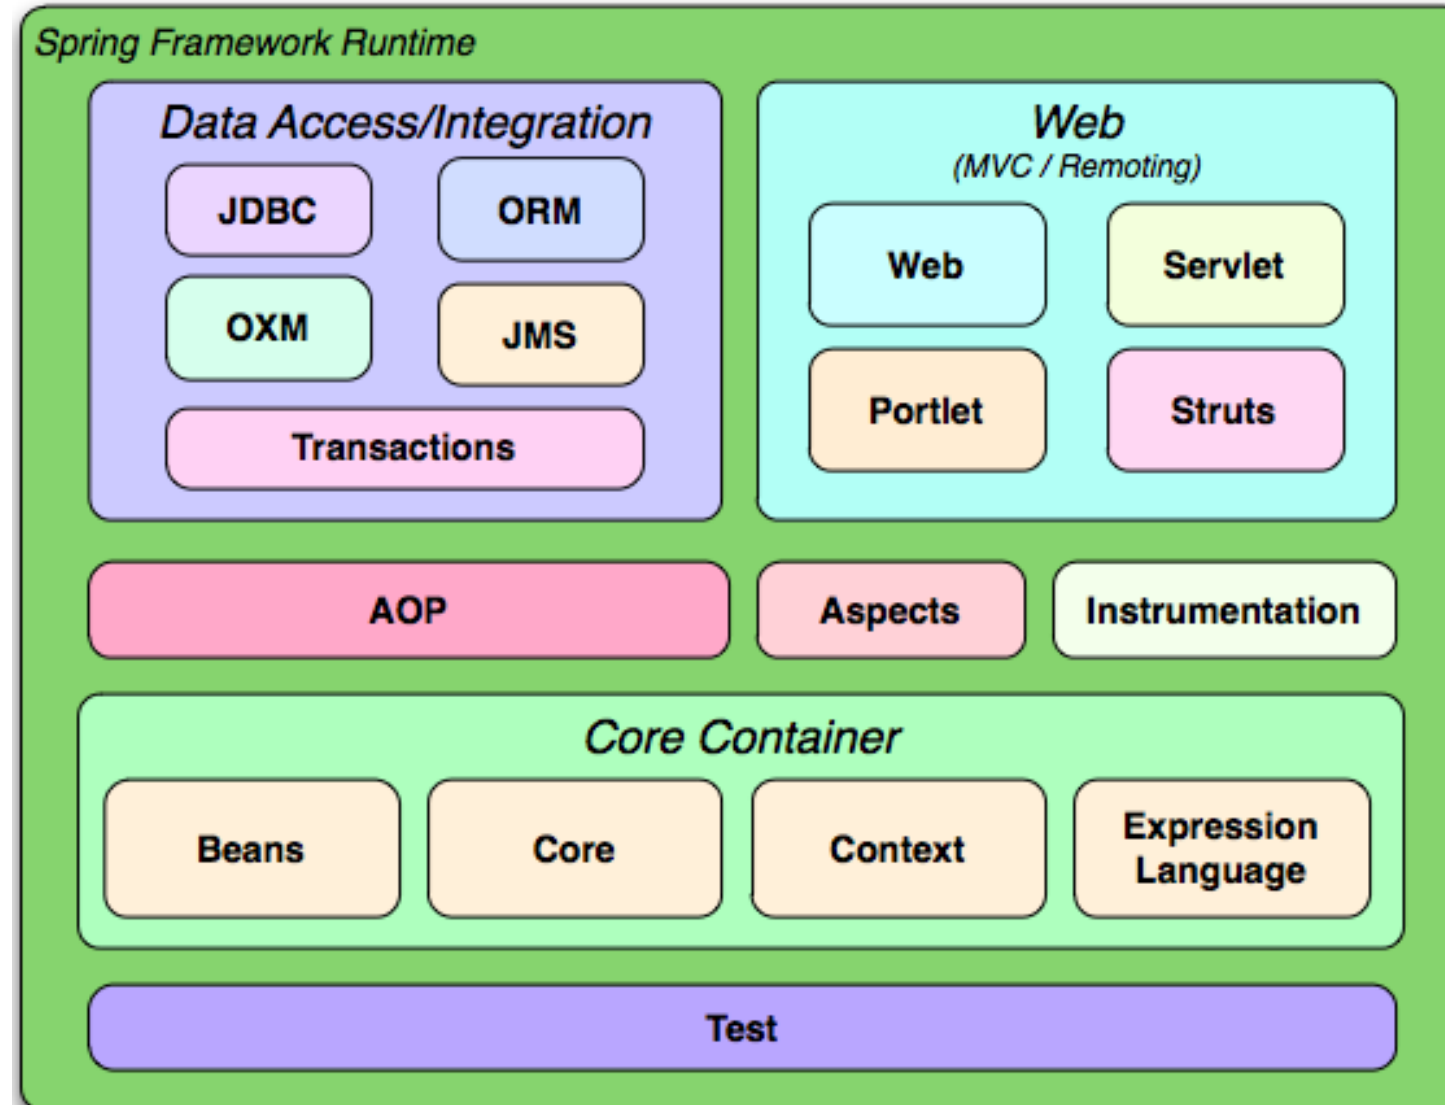 Spring Framework Runtime
Data Access/Integration
JDBC
ORM
OXM
JMS
Transactions
Web
(MVC / Remoting)
Web
Servlet
Portlet
Struts
AOP
Aspects
Instrumentation
Core Container
Beans
Core
Context
Expression
Language
Test